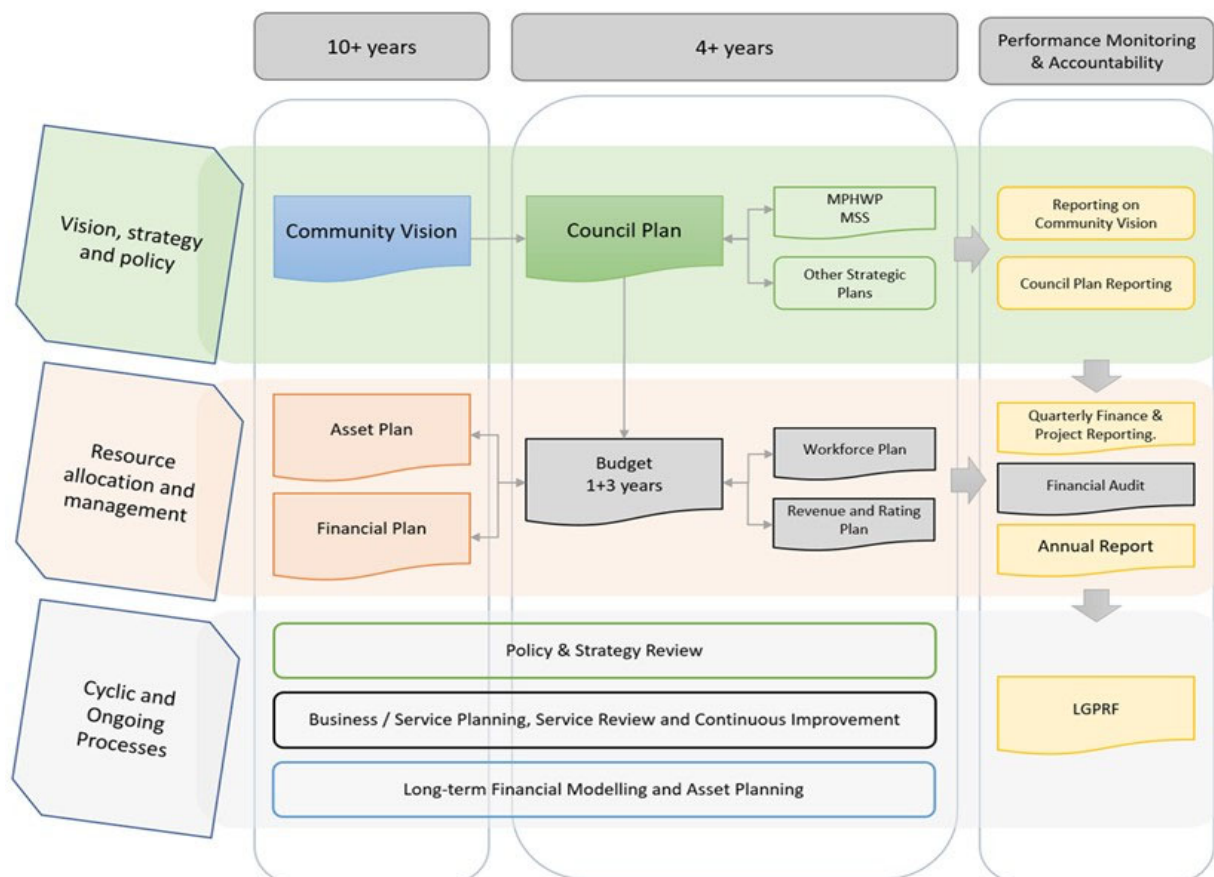 10+ years
4+ years
Performance Monitoring
& Accountability
Vision, strategy
and policy
Community Vision
Council Plan
MPHWP
MSS
Other Strategic
Plans
Reporting on
Community Vision
Council Plan Reporting
Resource
allocation and
management
Asset Plan
Financial Plan
Budget
1+3 years
Workforce Plan
Revenue and Rating
Plan
Quarterly Finance &
Project Reporting.
Financial Audit
Annual Report
Cyclic and
Ongoing
Processes
Policy & Strategy Review
Business / Service Planning, Service Review and Continuous Improvement
Long-term Financial Modelling and Asset Planning
LGPRF